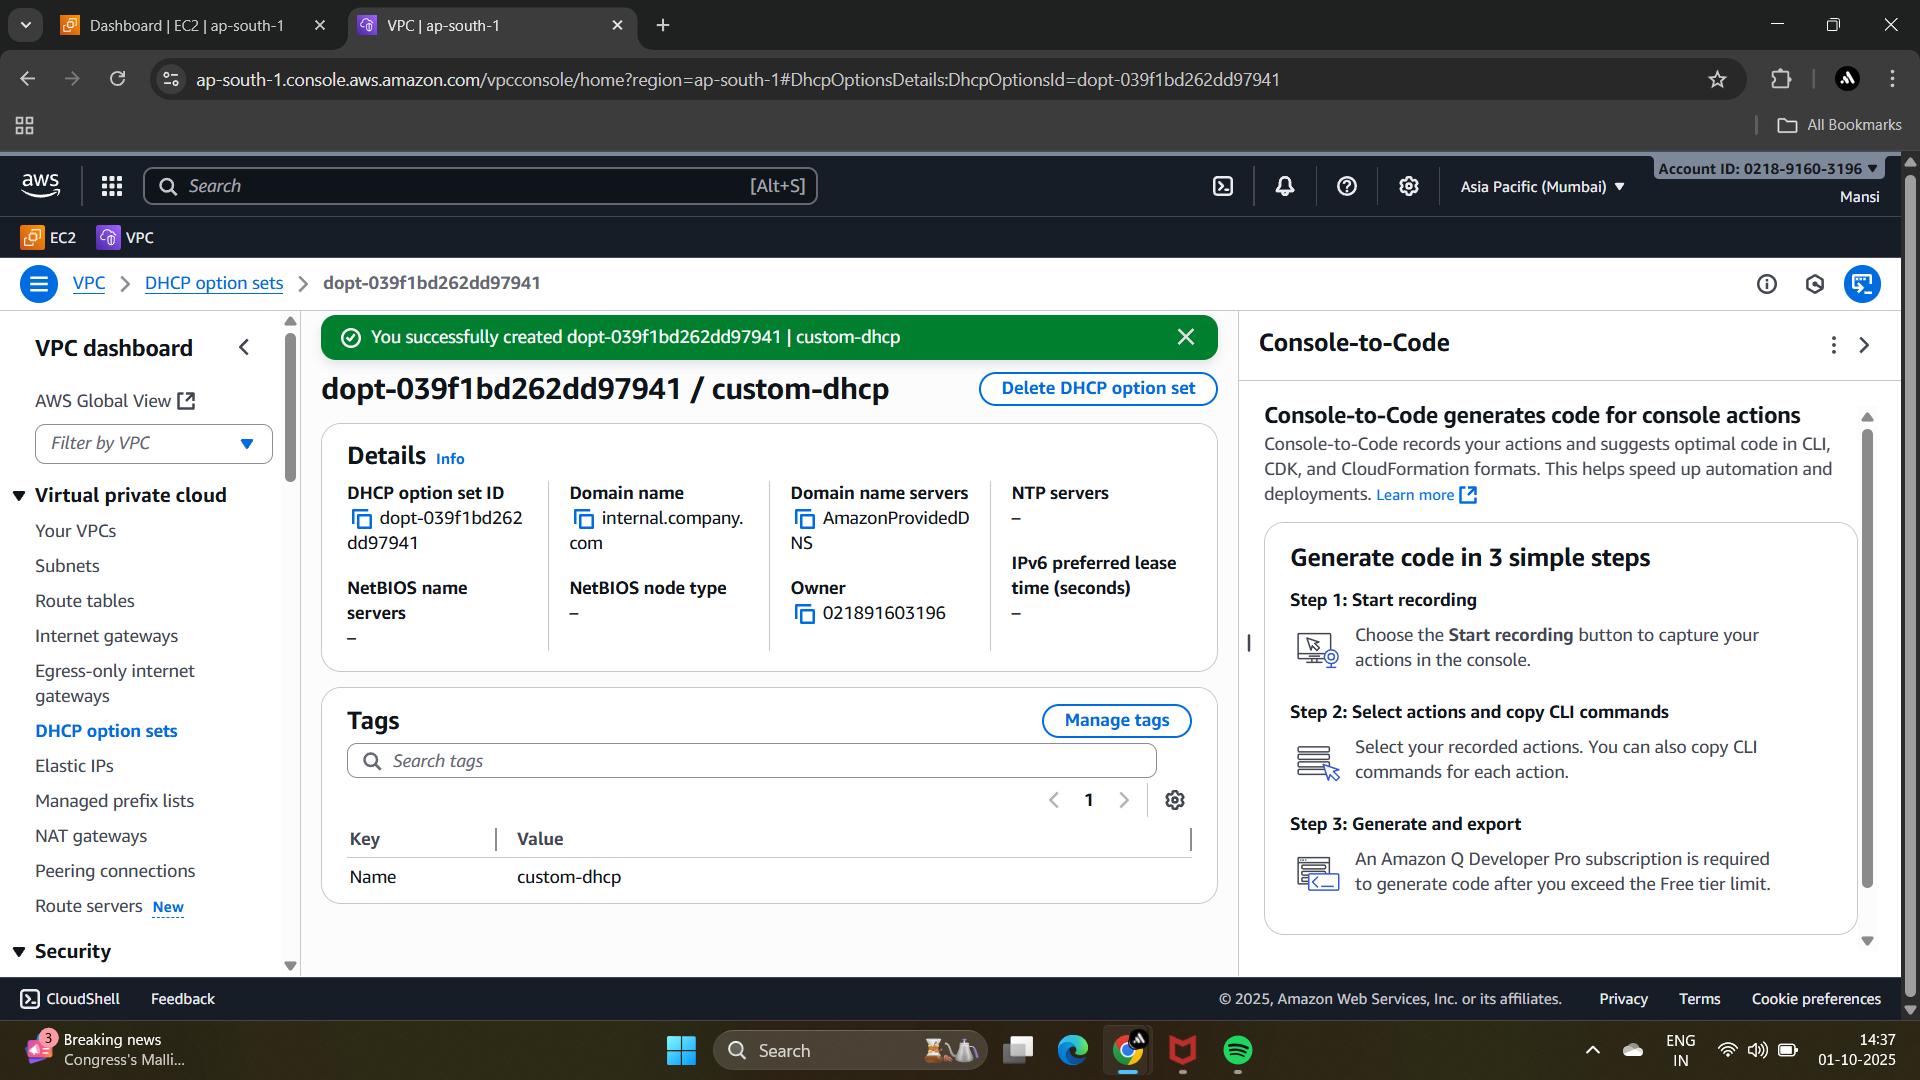 Dashboard | EC2 | ap-south-1
VPC | ap-south-1
ap-south-1.console.aws.amazon.com/vpcconsole/home?region=ap-south-1#DhcpOptionsDetails:DhcpOptionsId=dopt-039f1bd262dd97941
All Bookmarks
aws
Search
[Alt+S]
Asia Pacific (Mumbai)
Account ID: 0218-9160-3196
Mansi
EC2
VPC
VPC
DHCP option sets
dopt-039f1bd262dd97941
VPC dashboard
AWS Global View
Filter by VPC
Virtual private cloud
Your VPCs
Subnets
Route tables
Internet gateways
Egress-only internet
gateways
DHCP option sets
Elastic IPs
Managed prefix lists
NAT gateways
Peering connections
Route servers New
Security
You successfully created dopt-039f1bd262dd97941 | custom-dhcp
dopt-039f1bd262dd97941 / custom-dhcp
Delete DHCP option set
Details Info
DHCP option set ID
dopt-039f1bd262
dd97941
Domain name
internal.company.
com
Domain name servers
AmazonProvidedD
NS
NTP servers
–
NetBIOS name
servers
–
NetBIOS node type
–
Owner
021891603196
IPv6 preferred lease
time (seconds)
–
Tags
Manage tags
Search tags
1
Key
Value
Name
custom-dhcp
Console-to-Code
Console-to-Code generates code for console actions
Console-to-Code records your actions and suggests optimal code in CLI,
CDK, and CloudFormation formats. This helps speed up automation and
deployments. Learn more
Generate code in 3 simple steps
Step 1: Start recording
Choose the Start recording button to capture your
actions in the console.
Step 2: Select actions and copy CLI commands
Select your recorded actions. You can also copy CLI
commands for each action.
Step 3: Generate and export
An Amazon Q Developer Pro subscription is required
to generate code after you exceed the Free tier limit.
CloudShell
Feedback
© 2025, Amazon Web Services, Inc. or its affiliates.
Privacy
Terms
Cookie preferences
3
Breaking news
Congress's Malli...
Search
ENG
IN
14:37
01-10-2025